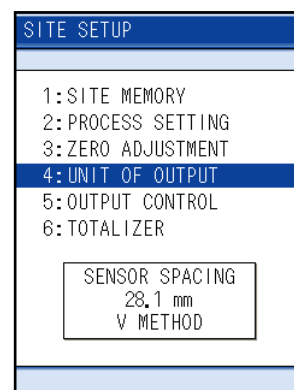 SITE SETUP
1:SITE MEMORY
2:PROCESS SETTING
3:ZERO ADJUSTMENT
4:UNIT OF OUTPUT
5:OUTPUT CONTROL
6:TOTALIZER
SENSOR SPACING
28.1 mm
V METHOD